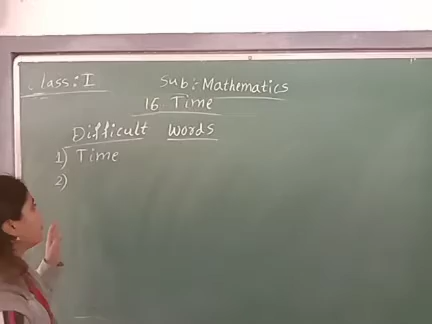 Class: I
Sub: Mathematics
16. Time
Difficult Words
1) Time
2)